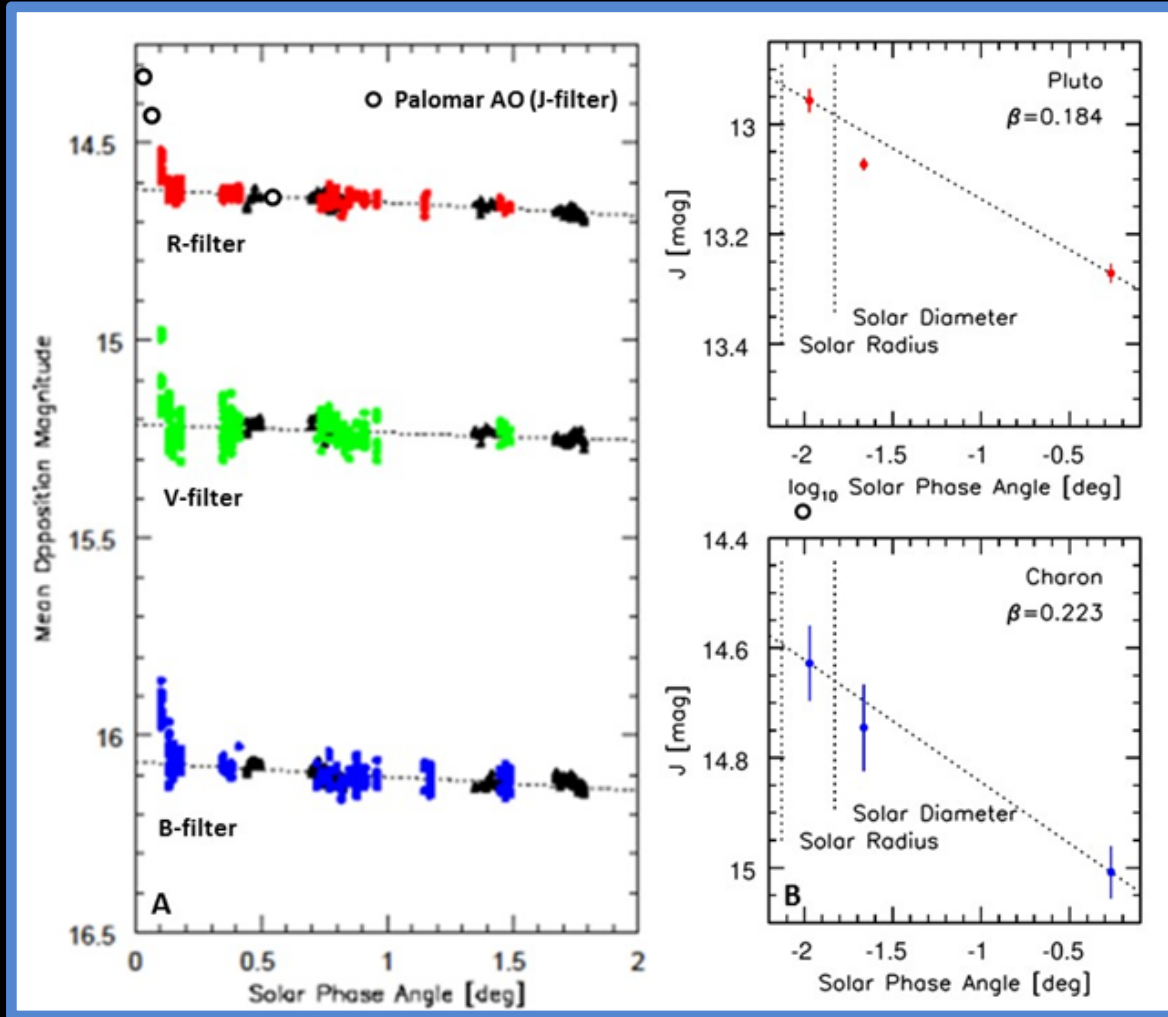 Palomar AO (J-filter)
14.5
15
15.5
16
16.5
Mean Opposition Magnitude
R-filter
V-filter
B-filter
A
0 0.5 1 1.5 2
Solar Phase Angle [deg]
Pluto
β=0.184
13
13.2
13.4
J [mag]
Solar Diameter
Solar Radius
-2 -1.5 -1 -0.5
log10 Solar Phase Angle [deg]
14.4
14.6
14.8
15
J [mag]
Charon
β=0.223
Solar Diameter
Solar Radius
B
-2 -1.5 -1 -0.5
Solar Phase Angle [deg]